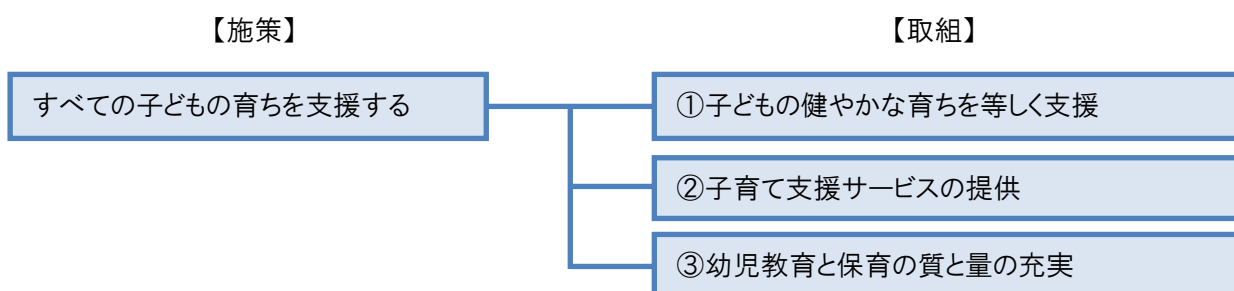 【施策】
【取組】
すべての子どもの育ちを支援する
①子どもの健やかな育ちを等しく支援
②子育て支援サービスの提供
③幼児教育と保育の質と量の充実